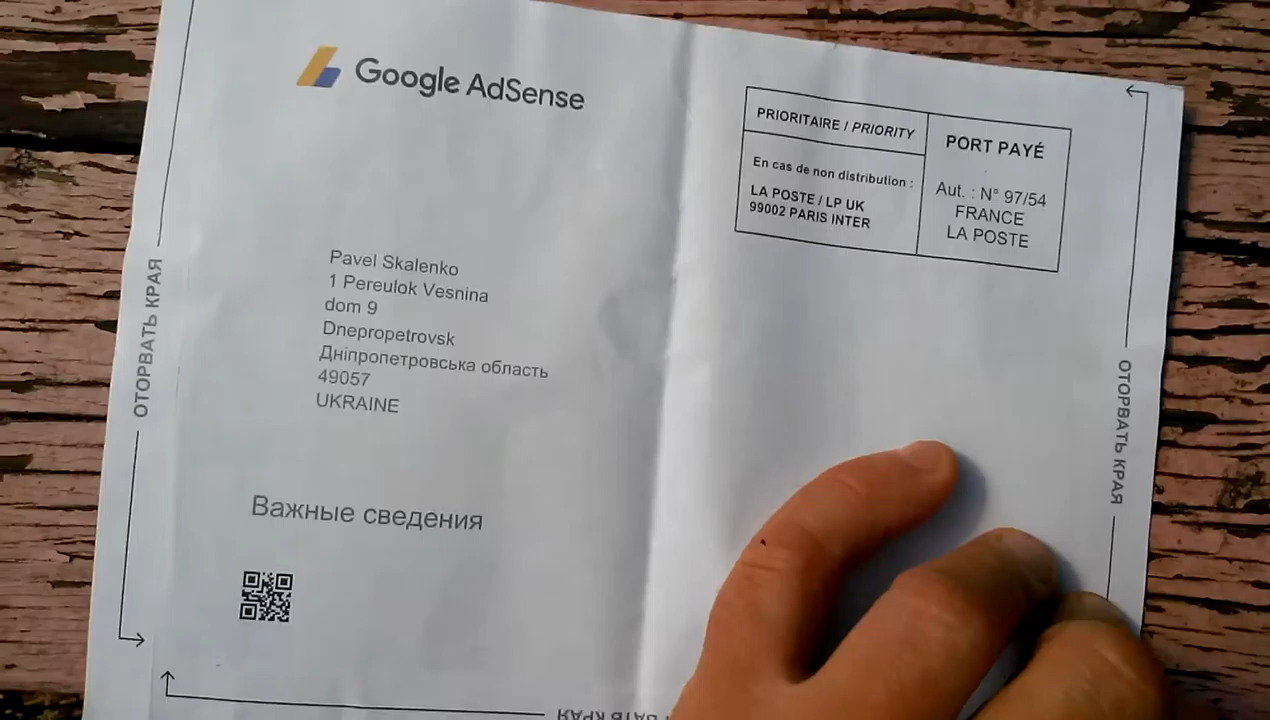 Google AdSense
PRIORITAIRE / PRIORITY
En cas de non distribution :
LA POSTE / LP UK
99002 PARIS INTER
PORT PAYÉ
Aut. : N° 97/54
FRANCE
LA POSTE
Pavel Skalenko
1 Pereulok Vesnina
dom 9
Dnepropetrovsk
Дніпропетровська область
49057
UKRAINE
Важные сведения
ОТОРВАТЬ КРАЯ
ОТОРВАТЬ КРАЯ
КРАЯ